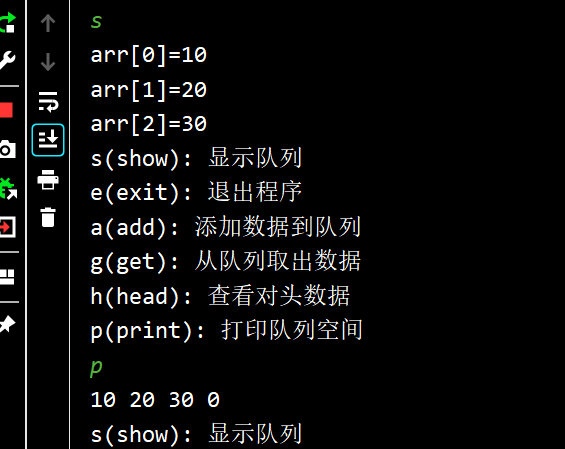 s
arr[0]=10
arr[1]=20
arr[2]=30
s(show): 显示队列
e(exit): 退出程序
a(add): 添加数据到队列
g(get): 从队列取出数据
h(head): 查看对头数据
p(print): 打印队列空间
p
10 20 30 0
s(show): 显示队列